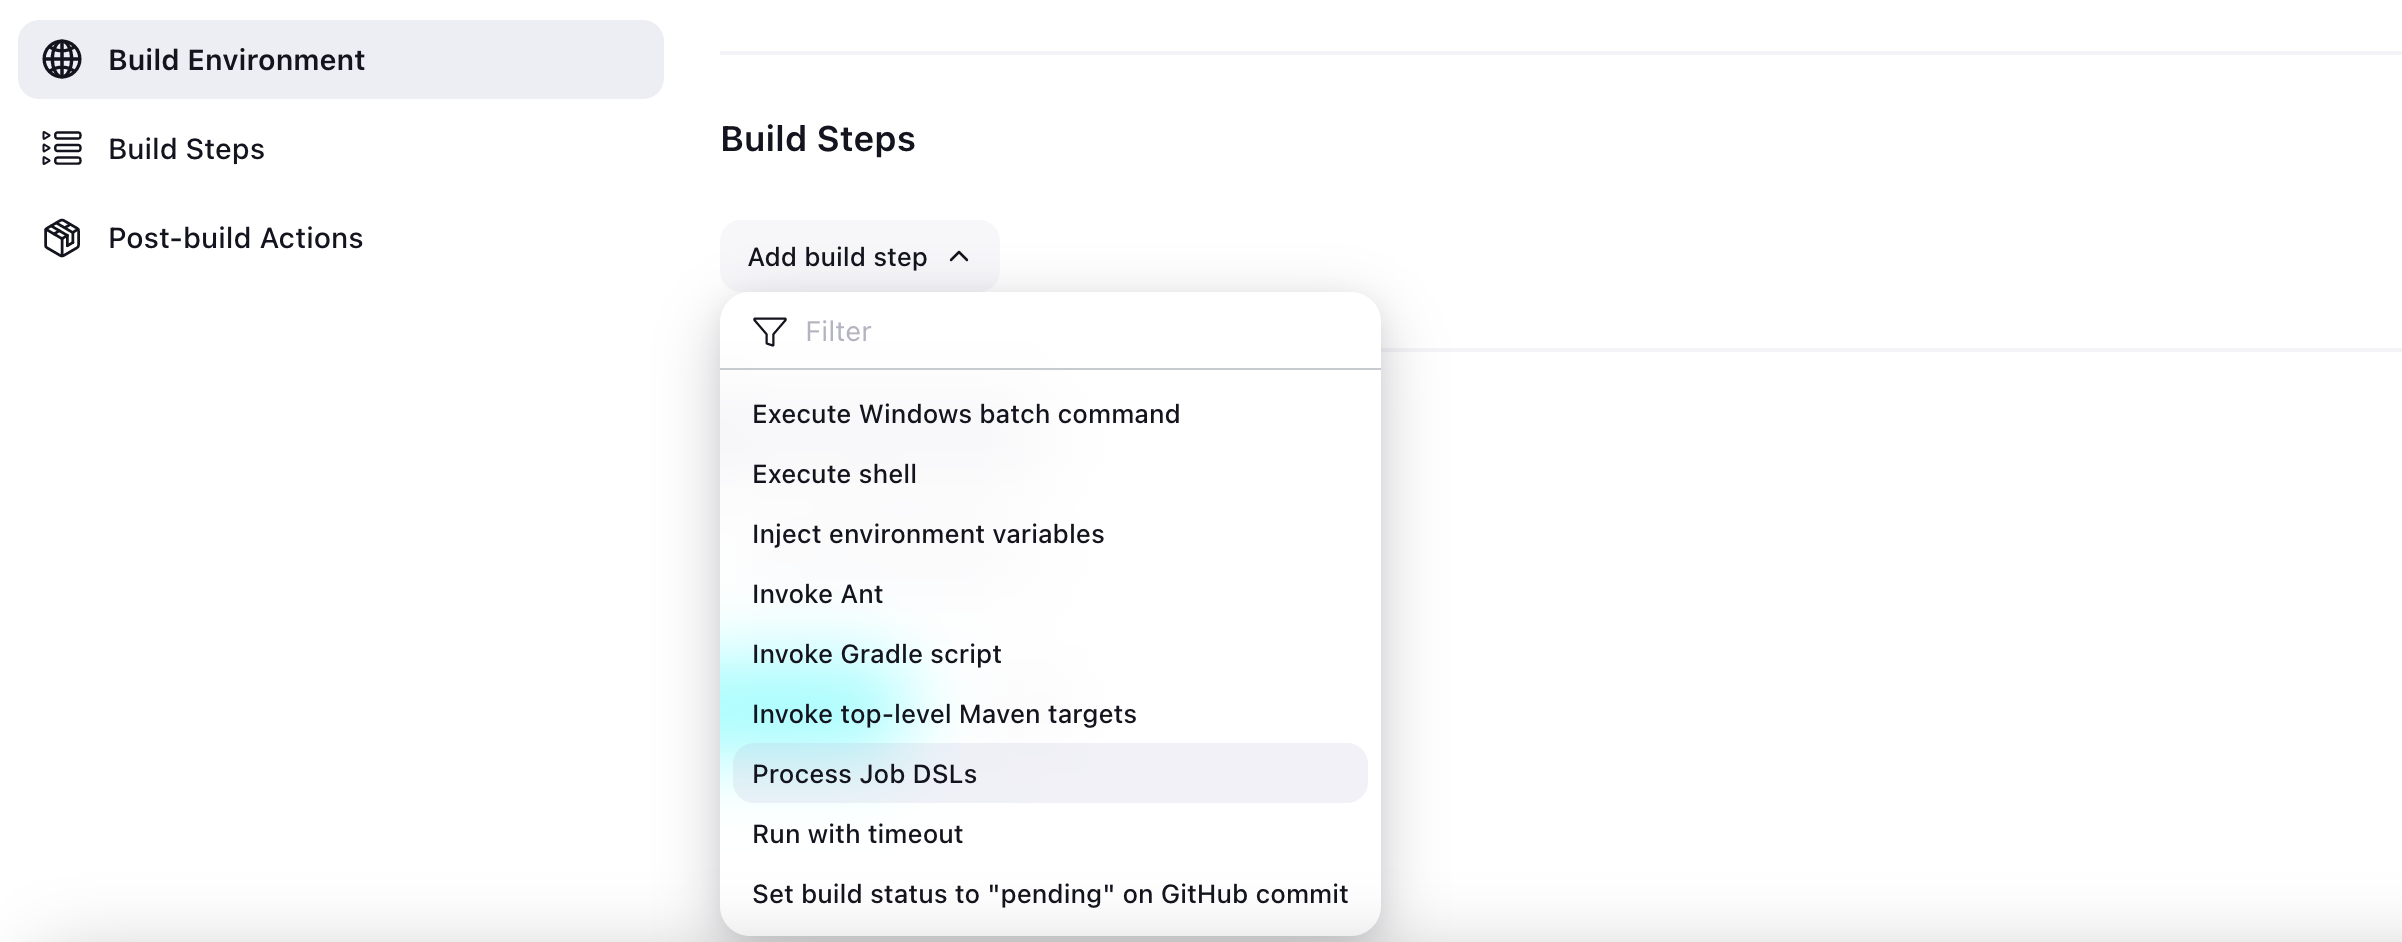 Build Environment
Build Steps
Post-build Actions
Build Steps
Add build step
Filter
Execute Windows batch command
Execute shell
Inject environment variables
Invoke Ant
Invoke Gradle script
Invoke top-level Maven targets
Process Job DSLs
Run with timeout
Set build status to "pending" on GitHub commit